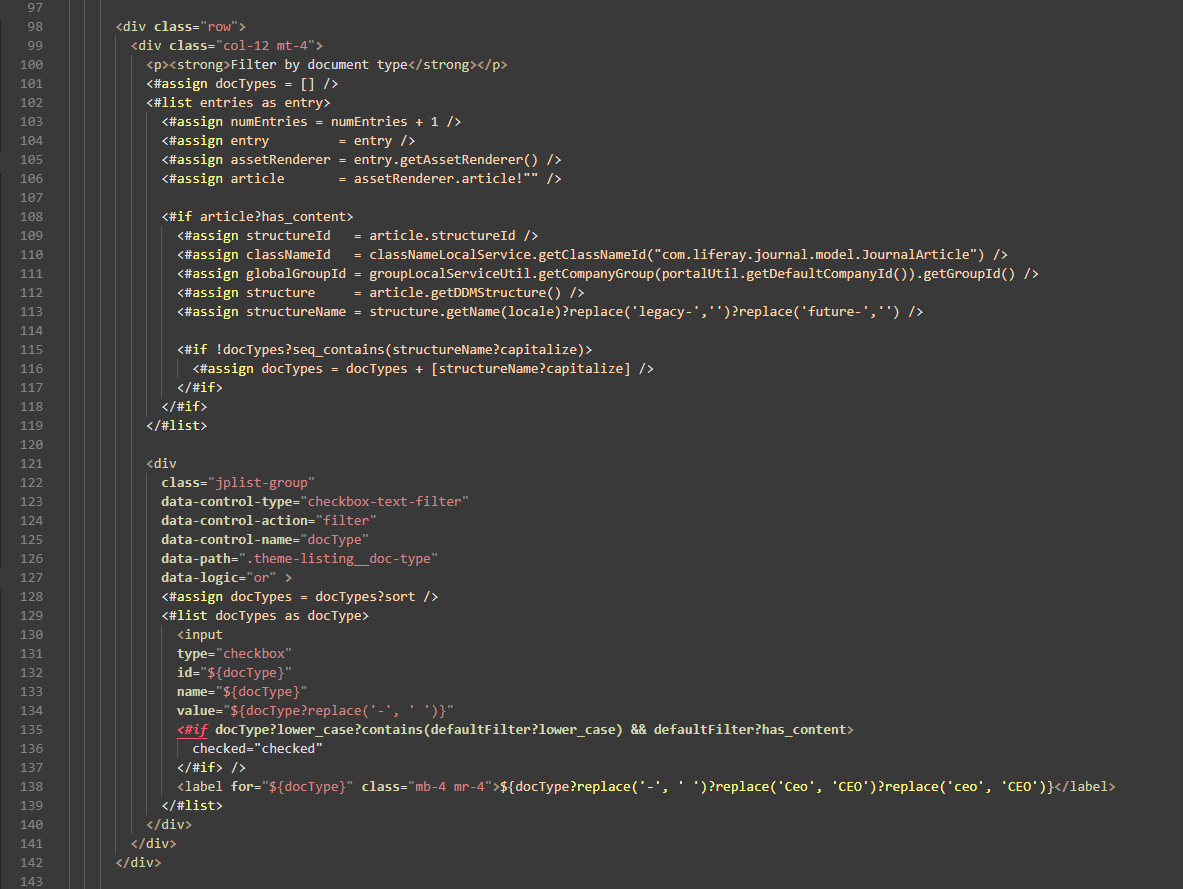 97
98 <div class="row">
99 <div class="col-12 mt-4">
100 <p><strong>Filter by document type</strong></p>
101 <#assign docTypes = [] />
102 <#list entries as entry>
103 <#assign numEntries = numEntries + 1 />
104 <#assign entry         = entry />
105 <#assign assetRenderer = entry.getAssetRenderer() />
106 <#assign article       = assetRenderer.article!"" />
107
108 <#if article?has_content>
109 <#assign structureId   = article.structureId />
110 <#assign classNameId   = classNameLocalService.getClassNameId("com.liferay.journal.model.JournalArticle") />
111 <#assign globalGroupId = groupLocalServiceUtil.getCompanyGroup(portalUtil.getDefaultCompanyId()).getGroupId() />
112 <#assign structure     = article.getDDMStructure() />
113 <#assign structureName = structure.getName(locale)?replace('legacy-','')?replace('future-','') />
114
115 <#if !docTypes?seq_contains(structureName?capitalize)>
116 <#assign docTypes = docTypes + [structureName?capitalize] />
117 </#if>
118 </#if>
119 </#list>
120
121 <div
122 class="jplist-group"
123 data-control-type="checkbox-text-filter"
124 data-control-action="filter"
125 data-control-name="docType"
126 data-path=".theme-listing__doc-type"
127 data-logic="or" >
128 <#assign docTypes = docTypes?sort />
129 <#list docTypes as docType>
130 <input
131 type="checkbox"
132 id="${docType}"
133 name="${docType}"
134 value="${docType?replace('-', ' ')}"
135 <#if docType?lower_case?contains(defaultFilter?lower_case) && defaultFilter?has_content>
136 checked="checked"
137 </#if> />
138 <label for="${docType}" class="mb-4 mr-4">${docType?replace('-', ' ')?replace('Ceo', 'CEO')?replace('ceo', 'CEO')}</label>
139 </#list>
140 </div>
141 </div>
142 </div>
143